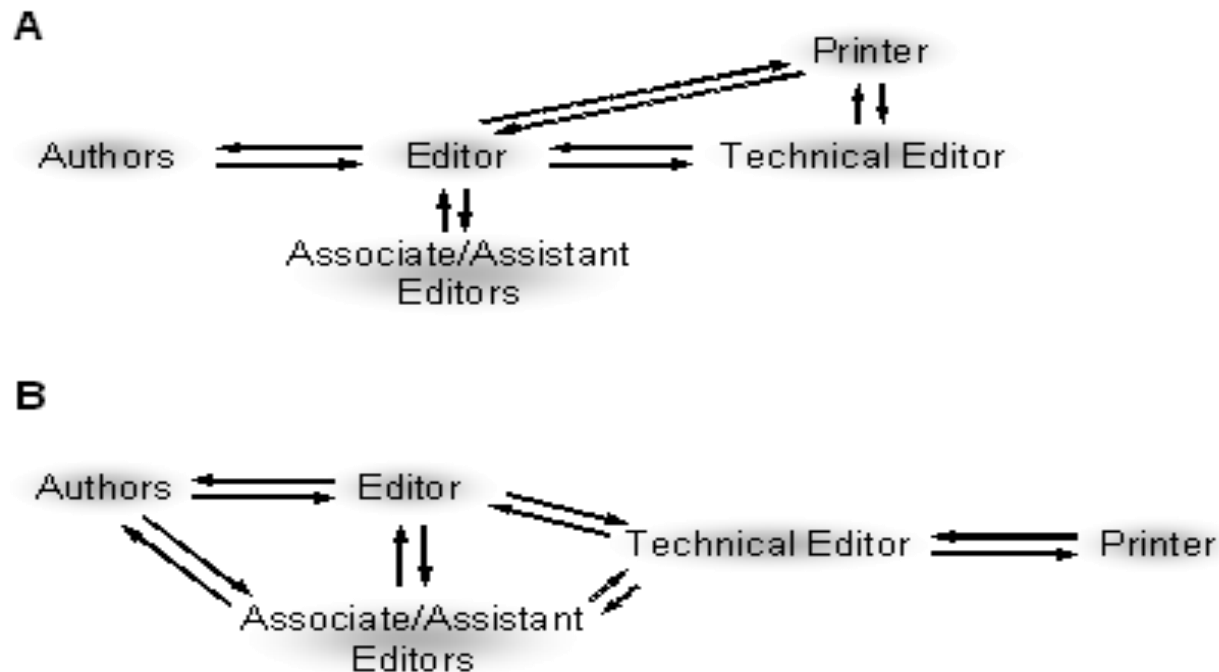 A
Printer
Authors
Editor
Technical Editor
Associate/Assistant
Editors
B
Authors
Editor
Technical Editor
Printer
Associate/Assistant
Editors